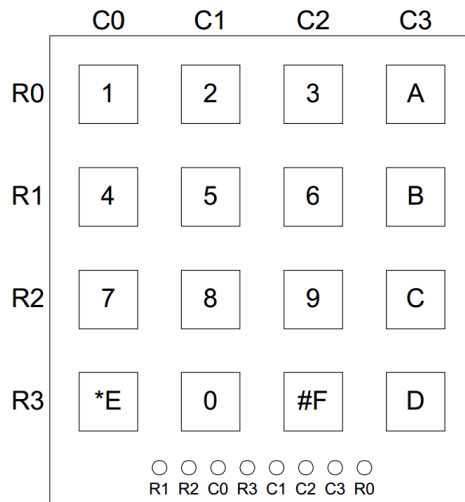 C0 C1 C2 C3
R0 1 2 3 A
R1 4 5 6 B
R2 7 8 9 C
R3 *E 0 #F D
R1 R2 C0 R3 C1 C2 C3 R0